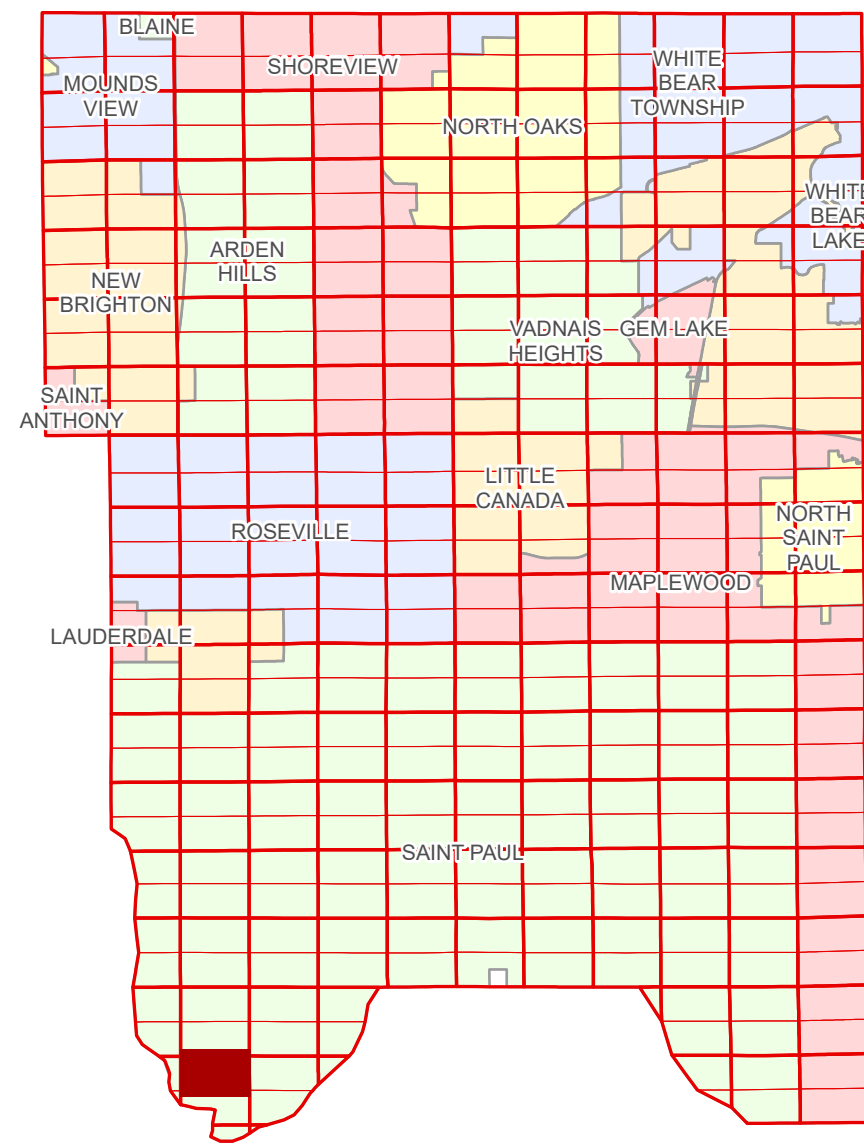 BLAINE
SHOREVIEW
WHITE
BEAR
TOWNSHIP
MOUNDS
VIEW
NORTH OAKS
WHITE
BEAR
LAKE
ARDEN
HILLS
NEW
BRIGHTON
VADNAIS
HEIGHTS
GEM LAKE
SAINT
ANTHONY
LITTLE
CANADA
NORTH
SAINT
PAUL
ROSEVILLE
MAPLEWOOD
LAUDERDALE
SAINT PAUL